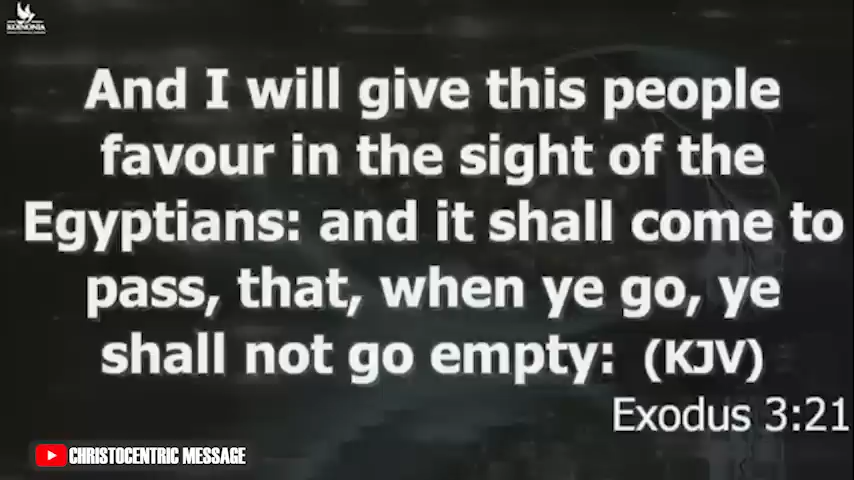 KOINONIA
And I will give this people
favour in the sight of the
Egyptians: and it shall come to
pass, that, when ye go, ye
shall not go empty: (KJV)
Exodus 3:21
CHRISTOCENTRIC MESSAGE